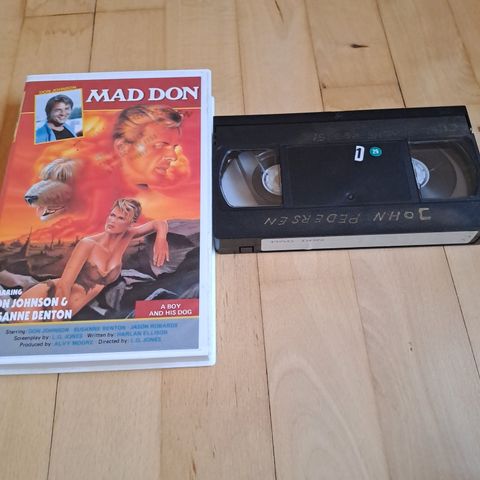 DON JOHNSON
MAD DON
STARRING
DON JOHNSON &
SUSANNE BENTON
A BOY
AND HIS DOG
Starring: DON JOHNSON · SUSANNE BENTON · JASON ROBARDS
Screenplay by: L.Q. JONES · Written by: HARLAN ELLISON
Produced by: ALVY MOORE · Directed by: L.Q. JONES
1
JOHN PEDERSEN